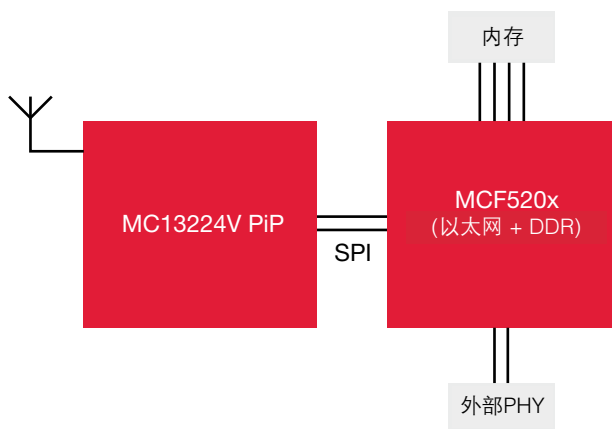 内存
MC13224V PiP
SPI
MCF520x
(以太网 + DDR)
外部PHY